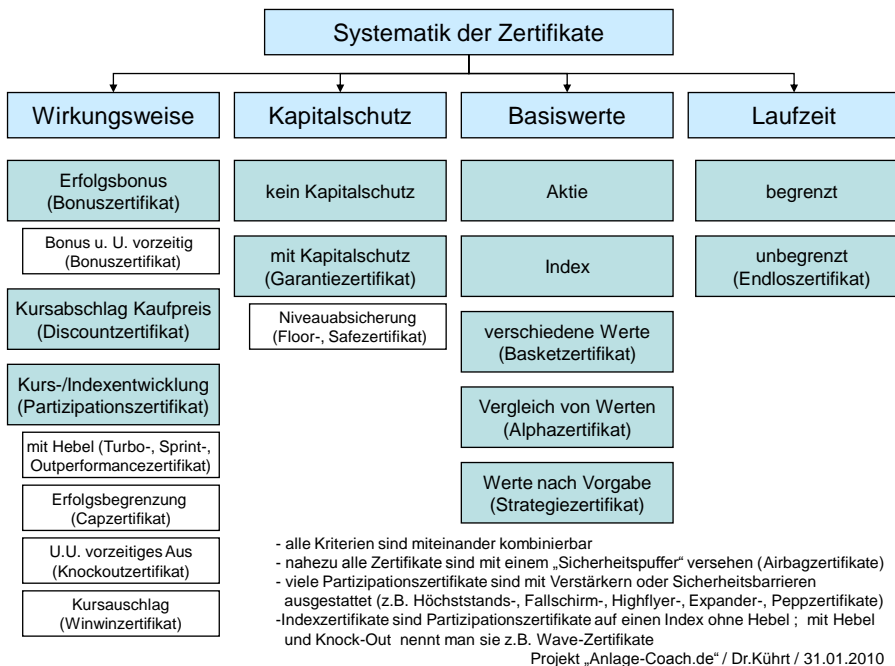 Systematik der Zertifikate
Wirkungsweise
Erfolgsbonus
(Bonuszertifikat)
Bonus u. U. vorzeitig
(Bonuszertifikat)
Kursabschlag Kaufpreis
(Discountzertifikat)
Kurs-/Indexentwicklung
(Partizipationszertifikat)
mit Hebel (Turbo-, Sprint-,
Outperformancezertifikat)
Erfolgsbegrenzung
(Capzertifikat)
U.U. vorzeitiges Aus
(Knockoutzertifikat)
Kursauschlag
(Winwinzertifikat)
Kapitalschutz
kein Kapitalschutz
mit Kapitalschutz
(Garantiezertifikat)
Niveauabsicherung
(Floor-, Safezertifikat)
Basiswerte
Aktie
Index
verschiedene Werte
(Basketzertifikat)
Vergleich von Werten
(Alphazertifikat)
Werte nach Vorgabe
(Strategiezertifikat)
Laufzeit
begrenzt
unbegrenzt
(Endloszertifikat)
- alle Kriterien sind miteinander kombinierbar
- nahezu alle Zertifikate sind mit einem „Sicherheitspuffer“ versehen (Airbagzertifikate)
- viele Partizipationszertifikate sind mit Verstärkern oder Sicherheitsbarrieren
ausgestattet (z.B. Höchststands-, Fallschirm-, Highflyer-, Expander-, Peppzertifikate)
-Indexzertifikate sind Partizipationszertifikate auf einen Index ohne Hebel ; mit Hebel
und Knock-Out nennt man sie z.B. Wave-Zertifikate
Projekt „Anlage-Coach.de“ / Dr.Kührt / 31.01.2010